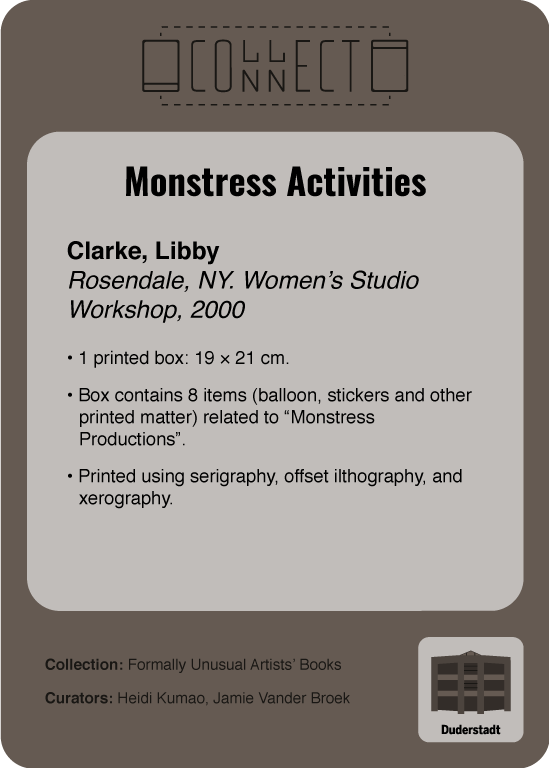 COLLECT
CONNECT
Monstress Activities
Clarke, Libby
Rosendale, NY. Women’s Studio
Workshop, 2000
• 1 printed box: 19 × 21 cm.
• Box contains 8 items (balloon, stickers and other
printed matter) related to “Monstress
Productions”.
• Printed using serigraphy, offset ilthography, and
xerography.
Collection: Formally Unusual Artists’ Books
Curators: Heidi Kumao, Jamie Vander Broek
Duderstadt